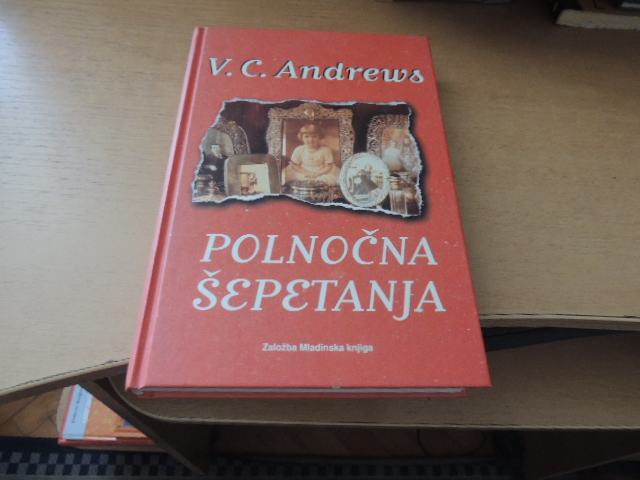 V. C. Andrews
POLNOČNA
ŠEPETANJA
Založba Mladinska knjiga